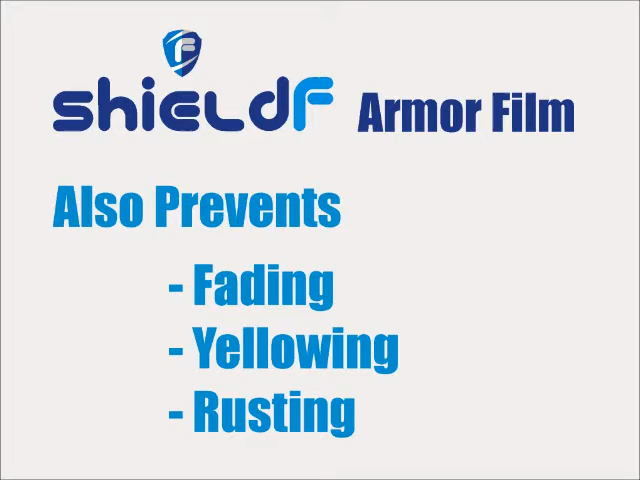 F
shieldF Armor Film
Also Prevents
- Fading
- Yellowing
- Rusting